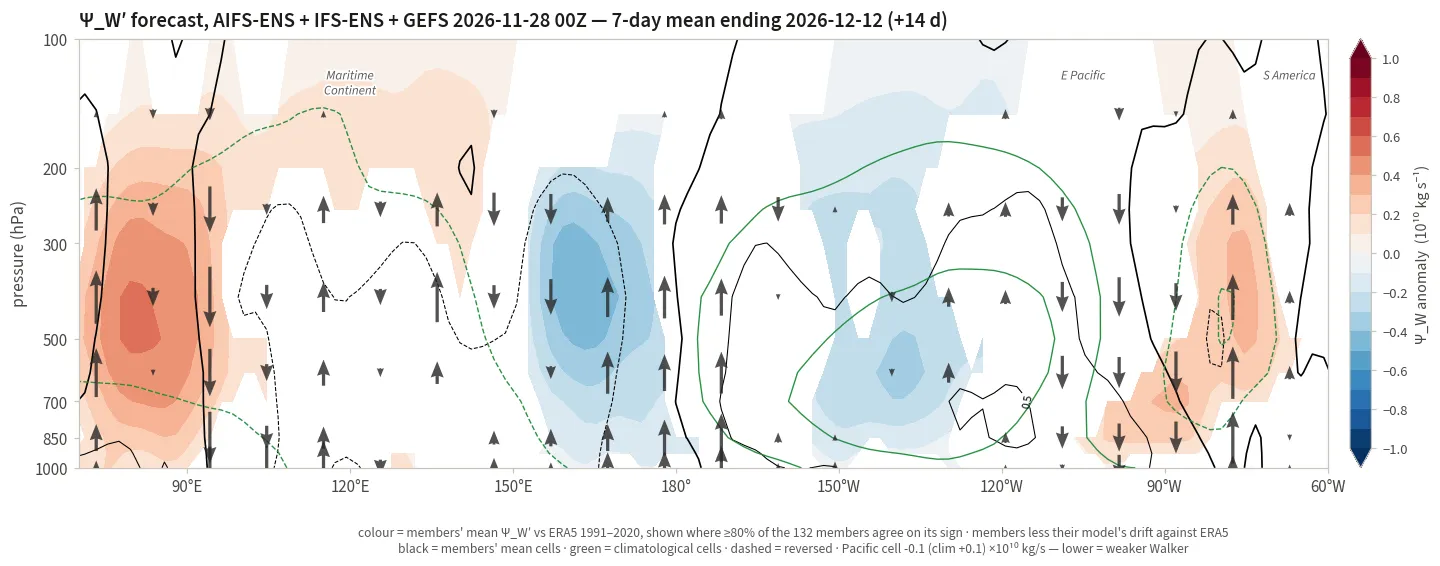 Ψ_W′ forecast, AIFS-ENS + IFS-ENS + GEFS 2026-11-28 00Z — 7-day mean ending 2026-12-12 (+14 d)
100
200
300
500
700
850
1000
pressure (hPa)
Maritime
Continent
E Pacific
S America
0.5
90°E
120°E
150°E
180°
150°W
120°W
90°W
60°W
1.0
0.8
0.6
0.4
0.2
0.0
−0.2
−0.4
−0.6
−0.8
−1.0
Ψ_W anomaly (10¹⁰ kg s⁻¹)
colour = members' mean Ψ_W′ vs ERA5 1991–2020, shown where ≥80% of the 132 members agree on its sign · members less their model's drift against ERA5
black = members' mean cells · green = climatological cells · dashed = reversed · Pacific cell -0.1 (clim +0.1) ×10¹⁰ kg/s — lower = weaker Walker